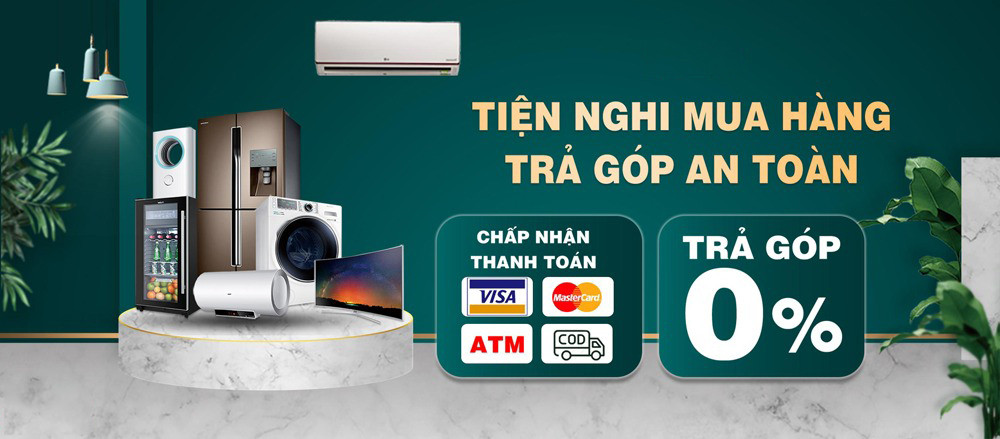 LG
TIỆN NGHI MUA HÀNG
TRẢ GÓP AN TOÀN
CHẤP NHẬN
THANH TOÁN
VISA
MasterCard
ATM
COD
TRẢ GÓP
0%